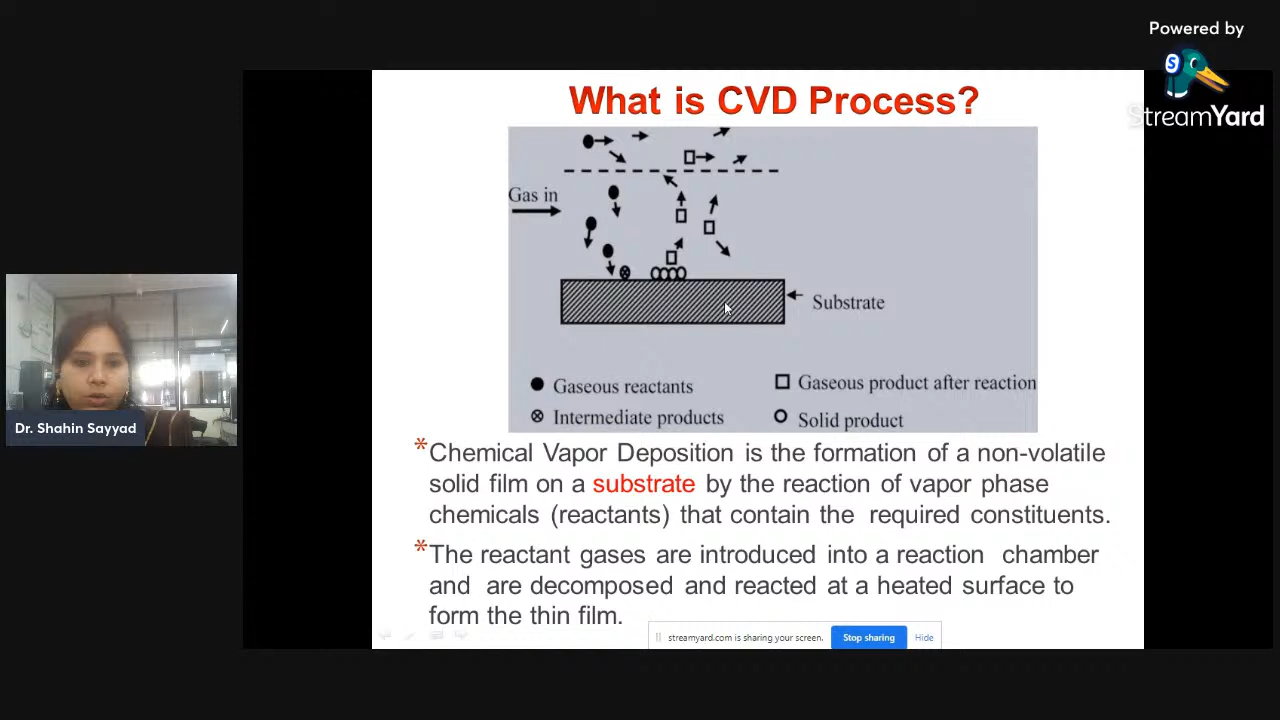 Powered by
StreamYard
What is CVD Process?
Gas in
Substrate
Gaseous reactants
Gaseous product after reaction
Intermediate products
Solid product
Dr. Shahin Sayyad
*Chemical Vapor Deposition is the formation of a non-volatile
solid film on a substrate by the reaction of vapor phase
chemicals (reactants) that contain the required constituents.
*The reactant gases are introduced into a reaction chamber
and are decomposed and reacted at a heated surface to
form the thin film.
streamyard.com is sharing your screen.
Stop sharing
Hide